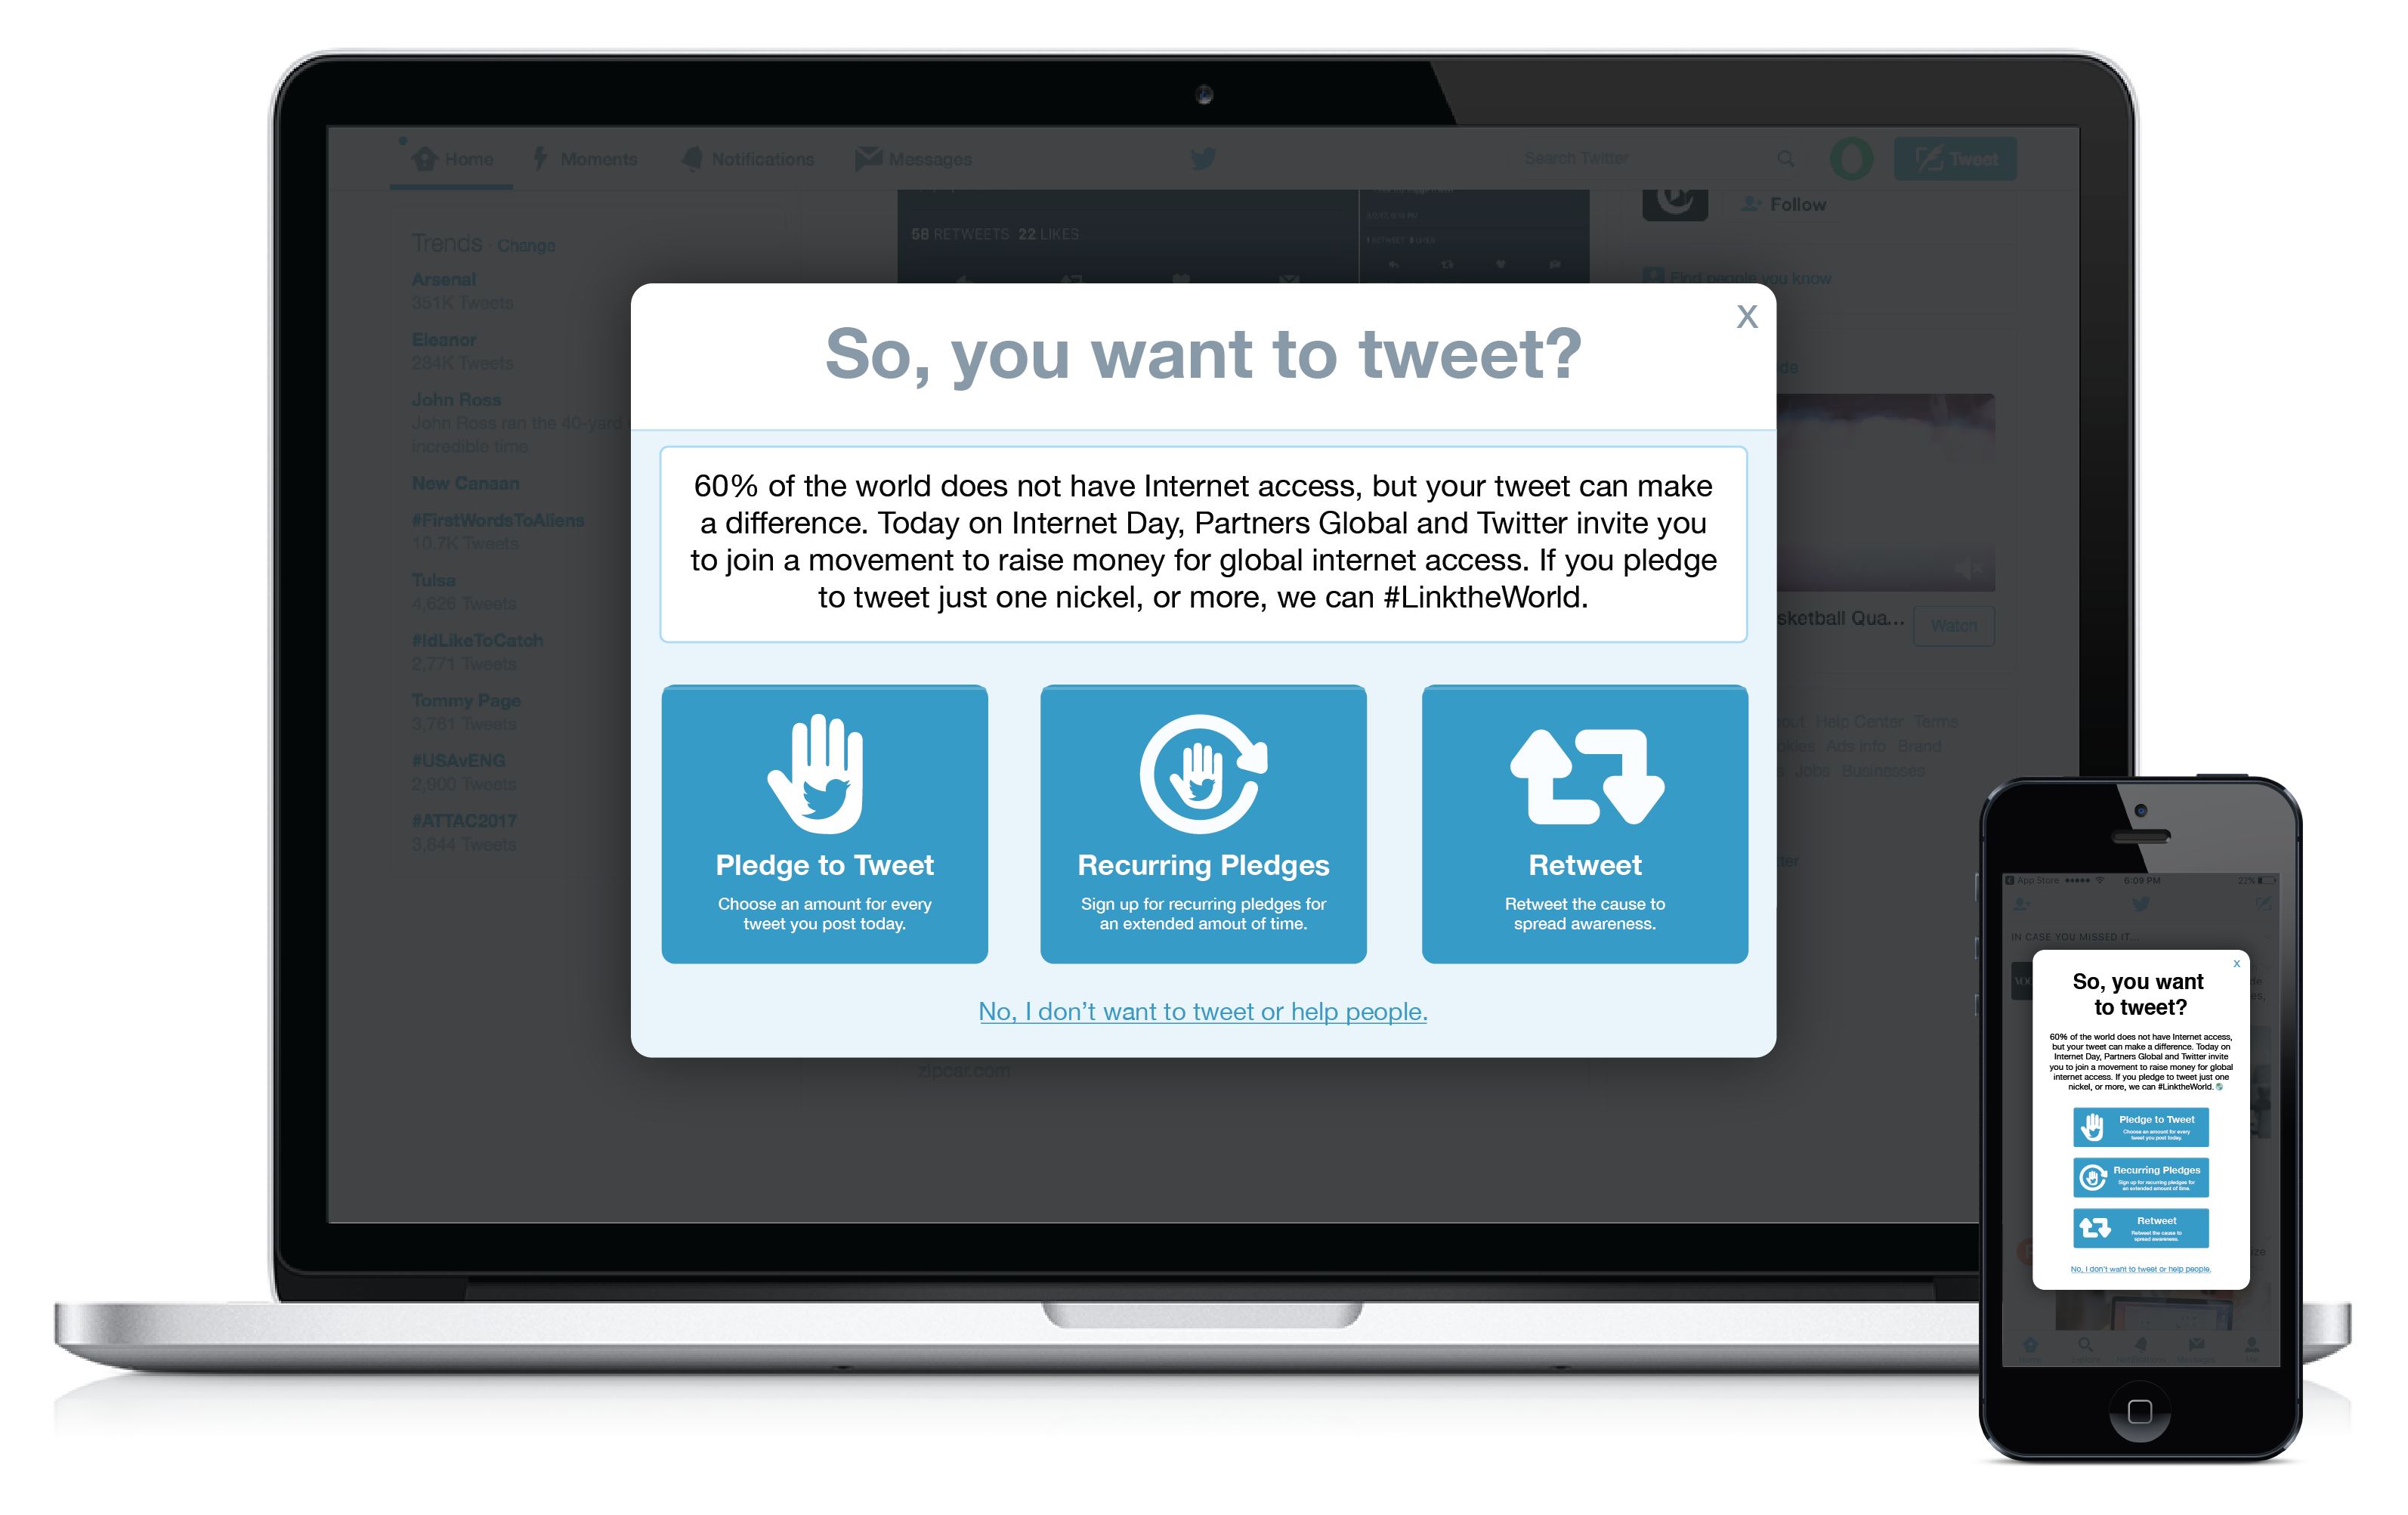 Home Moments Notifications Messages Search Twitter Tweet
58 RETWEETS 22 LIKES
Follow
Find people you know
Trends · Change
Arsenal
351K Tweets
Eleanor
284K Tweets
John Ross
John Ross ran the 40-yard
incredible time
New Canaan
#FirstWordsToAliens
10.7K Tweets
Tulsa
4,626 Tweets
#IdLikeToCatch
2,771 Tweets
Tommy Page
3,761 Tweets
#USAvENG
2,900 Tweets
#ATTAC2017
3,844 Tweets
X
So, you want to tweet?
60% of the world does not have Internet access, but your tweet can make
a difference. Today on Internet Day, Partners Global and Twitter invite you
to join a movement to raise money for global internet access. If you pledge
to tweet just one nickel, or more, we can #LinktheWorld.
Pledge to Tweet
Choose an amount for every
tweet you post today.
Recurring Pledges
Sign up for recurring pledges for
an extended amout of time.
Retweet
Retweet the cause to
spread awareness.
No, I don't want to tweet or help people.
sketball Qua... Watch
Help Center Terms
Ads info Brand
Jobs Businesses
zipcar.com
App Store 6:09 PM 22%
IN CASE YOU MISSED IT...
X
So, you want
to tweet?
60% of the world does not have Internet access,
but your tweet can make a difference. Today on
Internet Day, Partners Global and Twitter invite
you to join a movement to raise money for global
internet access. If you pledge to tweet just one
nickel, or more, we can #LinktheWorld.
Pledge to Tweet
Choose an amount for every
tweet you post today.
Recurring Pledges
Sign up for recurring pledges for
an extended amount of time.
Retweet
Retweet the cause to
spread awareness.
No, I don't want to tweet or help people.